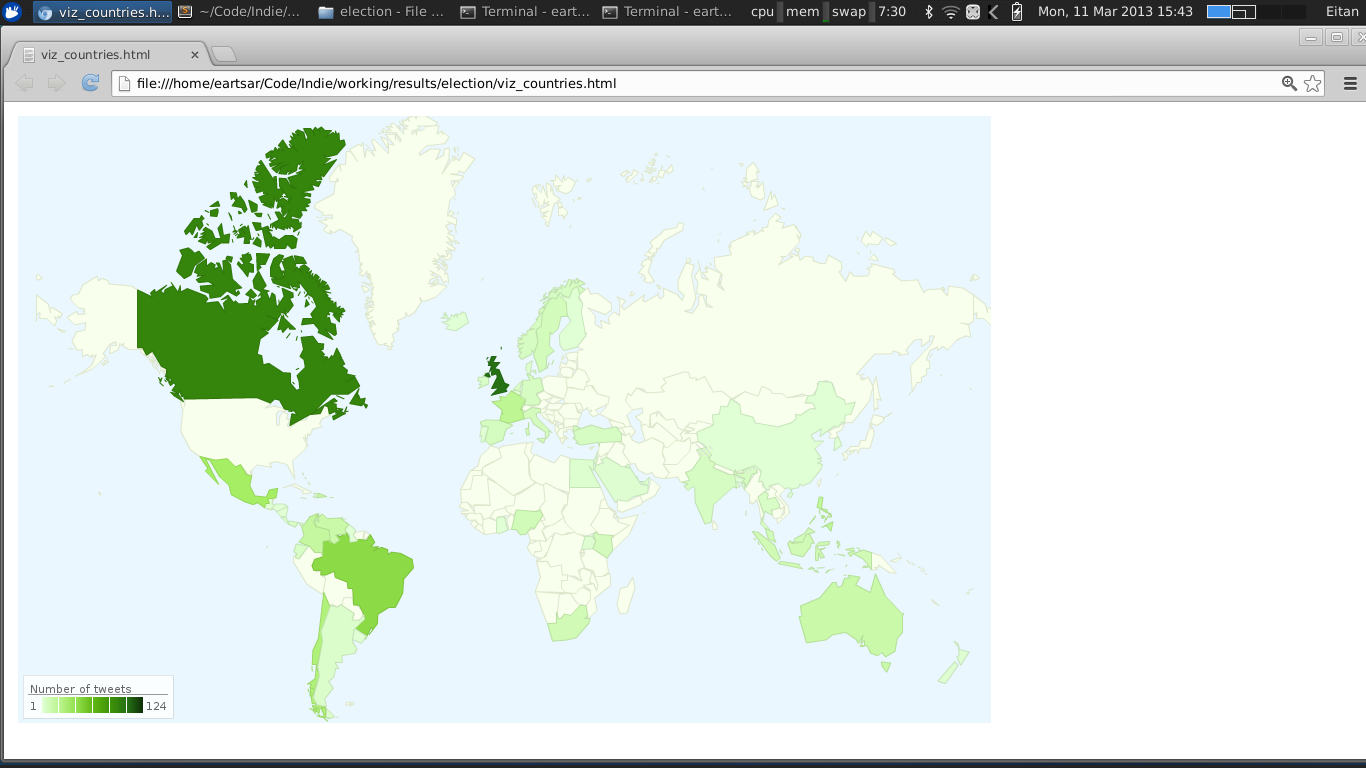 viz_countries.h...
~/Code/Indie/...
election - File ...
Terminal - eart...
Terminal - eart...
cpu mem swap 7:30
Mon, 11 Mar 2013 15:43
Eitan
viz_countries.html
file:///home/eartsar/Code/Indie/working/results/election/viz_countries.html
Number of tweets
1 124